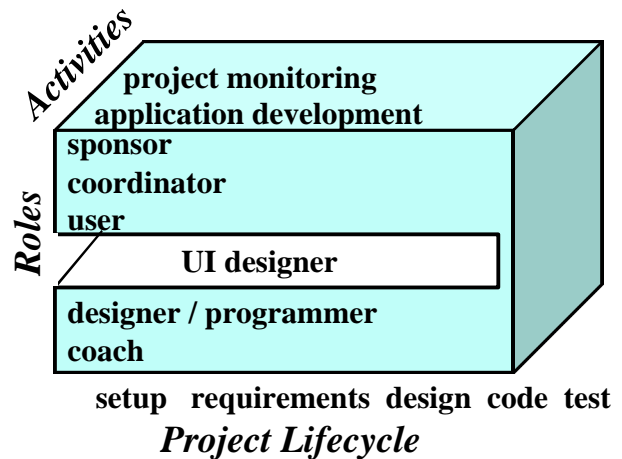 Activities
project monitoring
application development
Roles
sponsor
coordinator
user
UI designer
designer / programmer
coach
setup requirements design code test
Project Lifecycle